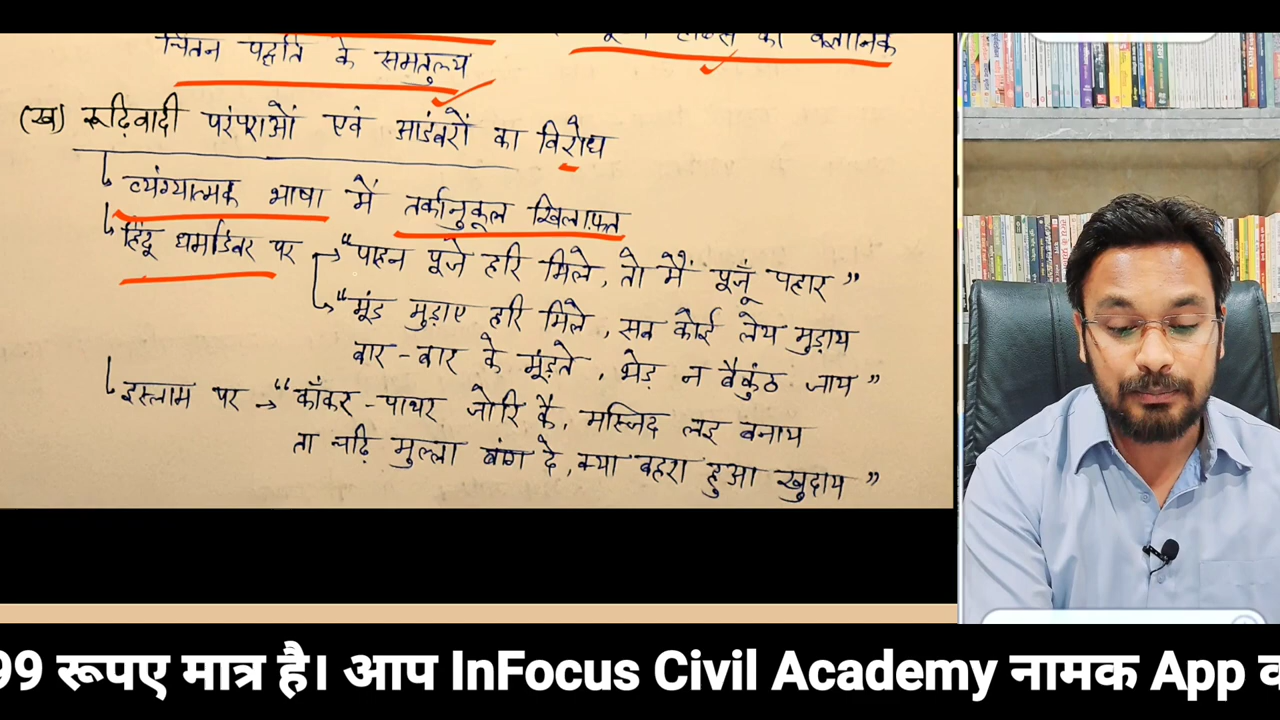 चिंतन पद्धति के समतुल्य
(ख) रूढ़िवादी परंपराओं एवं आडंबरों का विरोध
व्यंग्यात्मक भाषा में तर्कानुकूल खिलाफत
हिंदू धर्माडंबर पर → “पाहन पूजे हरि मिले, तो मैं पूजूँ पहार”
“मूंड मुड़ाए हरि मिले, सब कोई लेय मुड़ाय
बार-बार के मूंड़ते, भेड़ न बैकुंठ जाय”
इस्लाम पर → “काँकर-पाथर जोरि कै, मस्जिद लइ बनाय
ता चढ़ि मुल्ला बांग दे, क्या बहरा हुआ खुदाय”
99 रूपए मात्र है। आप InFocus Civil Academy नामक App